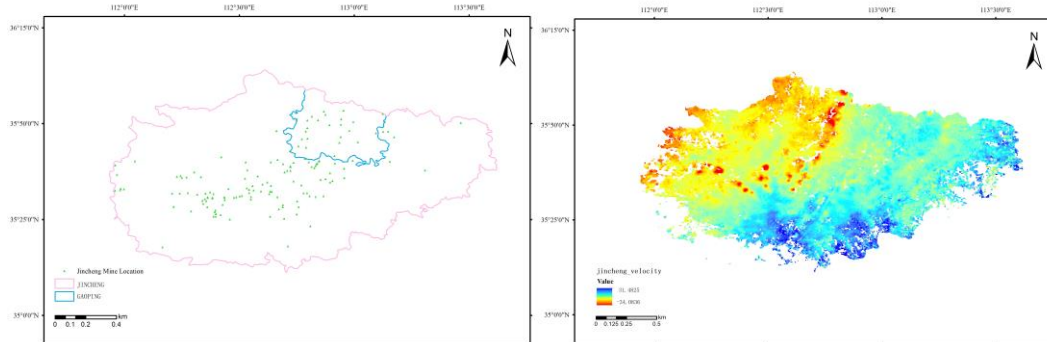 112°0'0"E 112°30'0"E 113°0'0"E 113°30'0"E
36°15'0"N
N
35°50'0"N
35°25'0"N
Jincheng Mine Location
JINCHENG
GAOPING
35°0'0"N
km
0 0.1 0.2 0.4
112°0'0"E 112°30'0"E 113°0'0"E 113°30'0"E
36°15'0"N
N
35°50'0"N
35°25'0"N
jincheng_velocity
Value
35°0'0"N
km
0 0.125 0.25 0.5